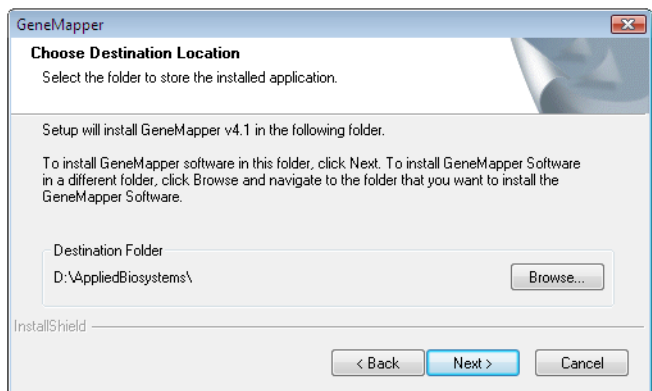 GeneMapper
Choose Destination Location
Select the folder to store the installed application.
Setup will install GeneMapper v4.1 in the following folder.
To install GeneMapper software in this folder, click Next. To install GeneMapper Software
in a different folder, click Browse and navigate to the folder that you want to install the
GeneMapper Software.
Destination Folder
D:\AppliedBiosystems\
Browse...
InstallShield
< Back
Next >
Cancel